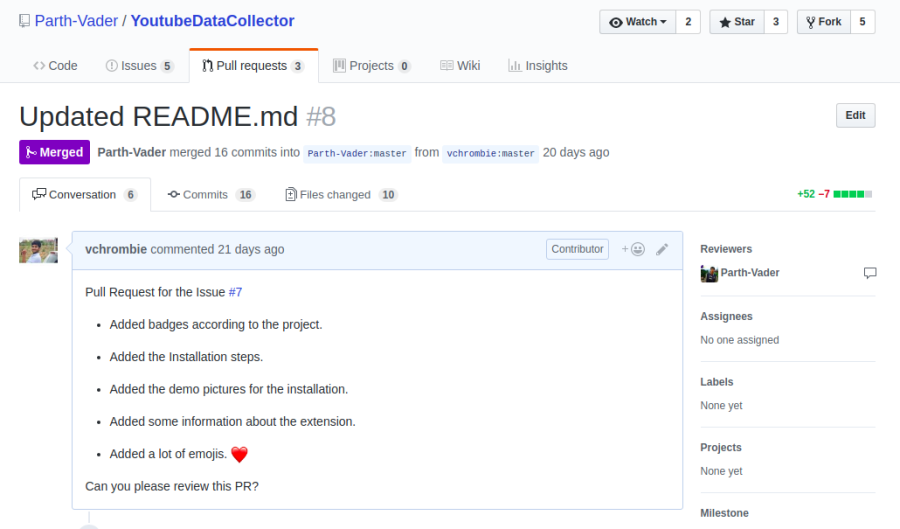 Parth-Vader / YoutubeDataCollector
Watch 2 Star 3 Fork 5
Code Issues 5 Pull requests 3 Projects 0 Wiki Insights
Updated README.md #8
Edit
Merged Parth-Vader merged 16 commits into Parth-Vader:master from vchrombie:master 20 days ago
Conversation 6 Commits 16 Files changed 10
+52 −7
vchrombie commented 21 days ago
Contributor
Pull Request for the Issue #7
• Added badges according to the project.
• Added the Installation steps.
• Added the demo pictures for the installation.
• Added some information about the extension.
• Added a lot of emojis. ❤️
Can you please review this PR?
Reviewers
Parth-Vader
Assignees
No one assigned
Labels
None yet
Projects
None yet
Milestone